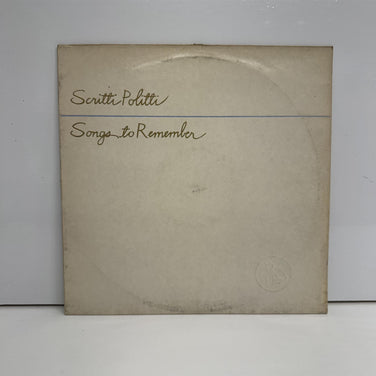 Scritti Politti
Songs to Remember